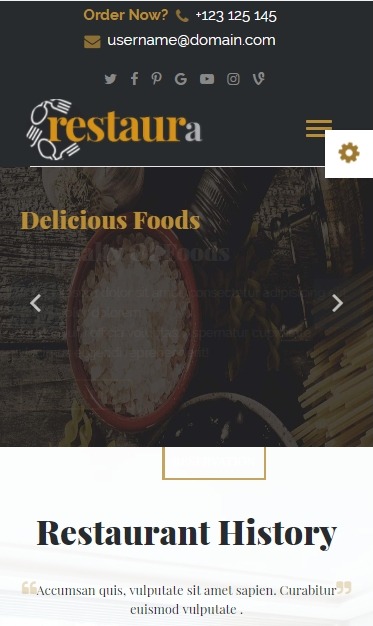 Order Now? +123 125 145
username@domain.com
restaura
Delicious Foods
Restaurant History
Accumsan quis, vulputate sit amet sapien. Curabitur
euismod vulputate .